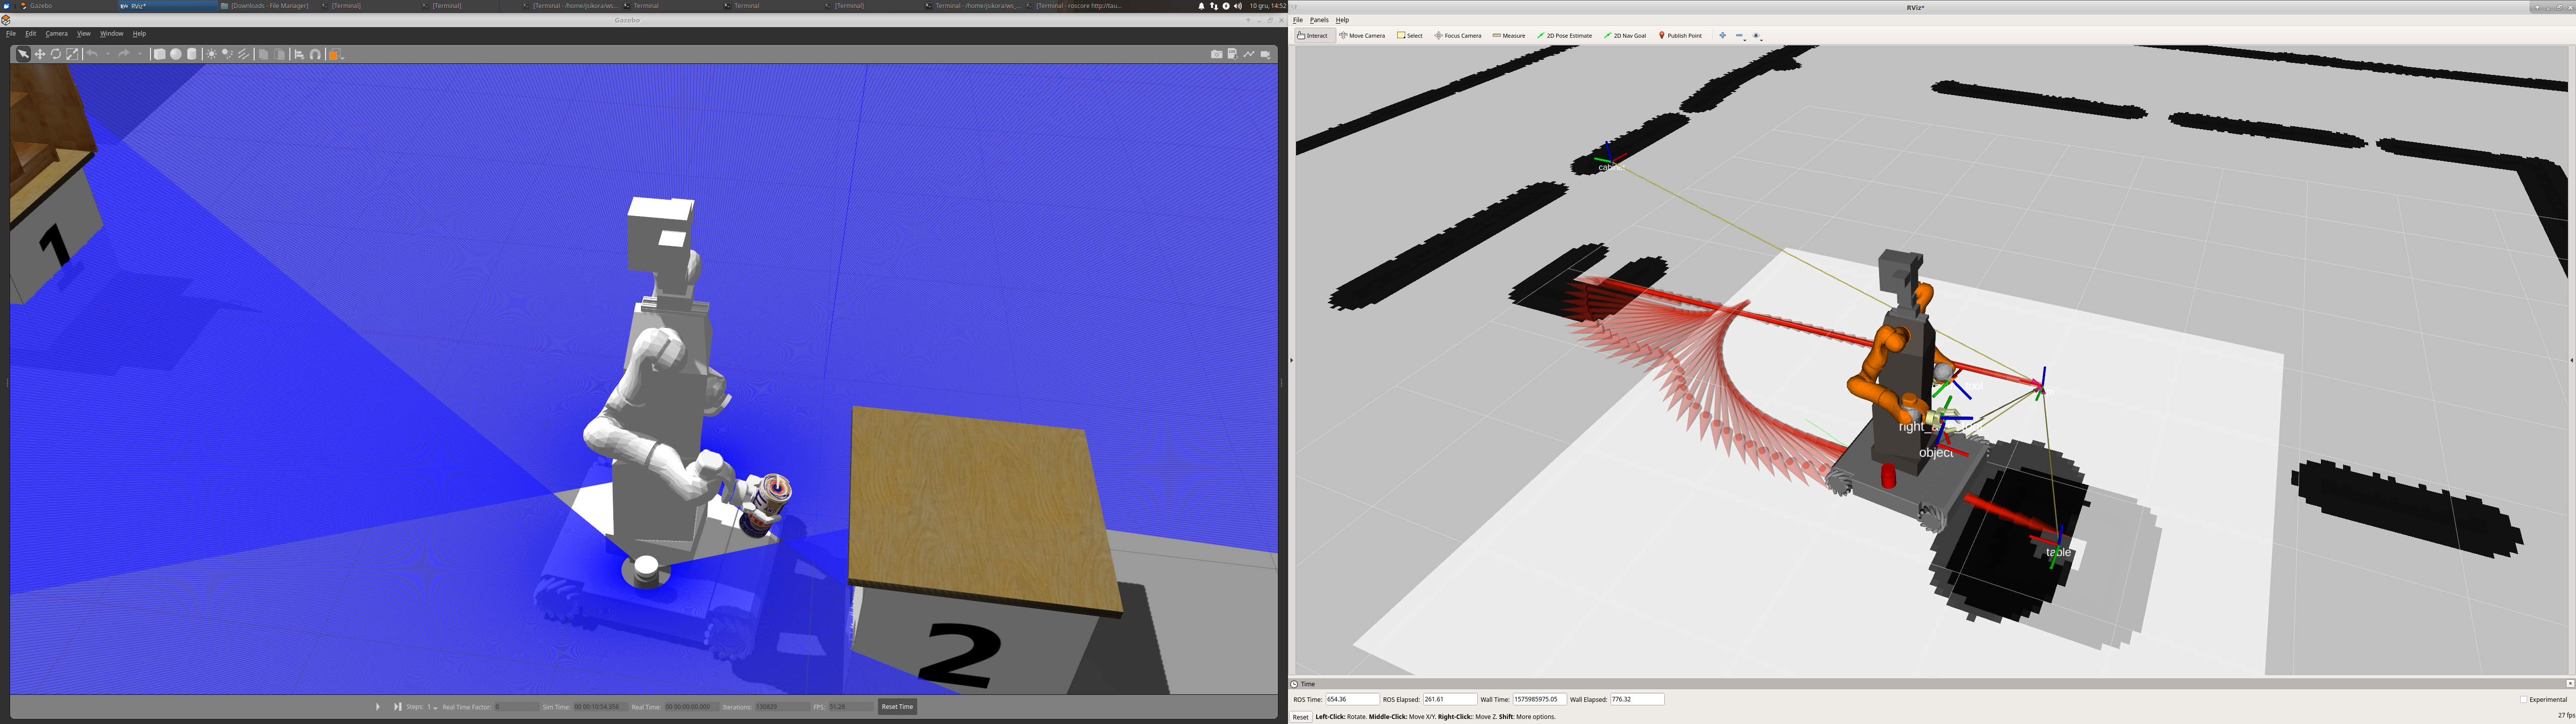 Gazebo
RViz*
[Downloads - File Manager]
[Terminal]
[Terminal]
[Terminal - /home/jsikora/ws...
Terminal
Terminal
[Terminal]
Terminal - /home/jsikora/ws_...
[Terminal - roscore http://tau...
10 gru, 14:52
Gazebo
File Edit Camera View Window Help
1
2
Steps: 1
Real Time Factor: 0
Sim Time: 00 00:10:54.356
Real Time: 00 00:00:00.000
Iterations: 130829
FPS: 51,28
Reset Time
RViz*
File Panels Help
Interact
Move Camera
Select
Focus Camera
Measure
2D Pose Estimate
2D Nav Goal
Publish Point
object
table
Time
ROS Time: 654.36
ROS Elapsed: 261.61
Wall Time: 1575985975.05
Wall Elapsed: 776.32
Experimental
Reset
Left-Click: Rotate. Middle-Click: Move X/Y. Right-Click: Move Z. Shift: More options.
27 fps